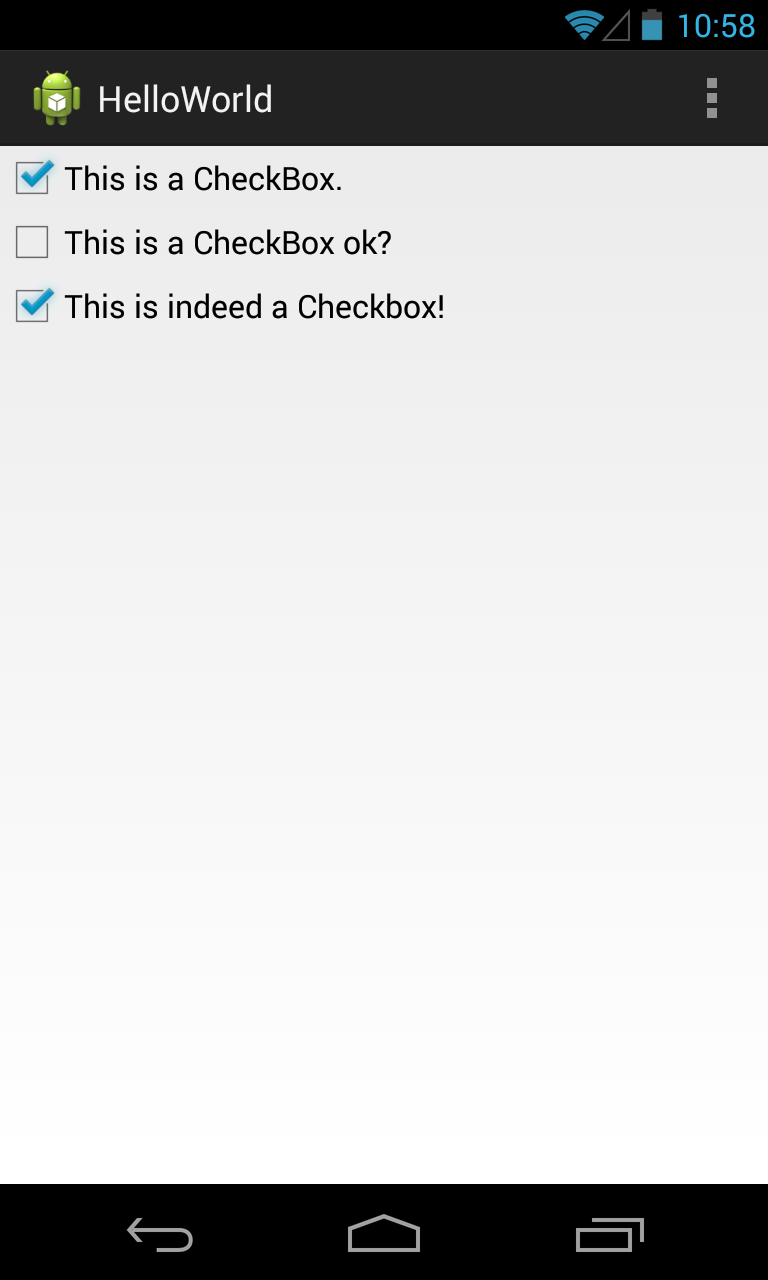 10:58
HelloWorld
This is a CheckBox.
This is a CheckBox ok?
This is indeed a Checkbox!